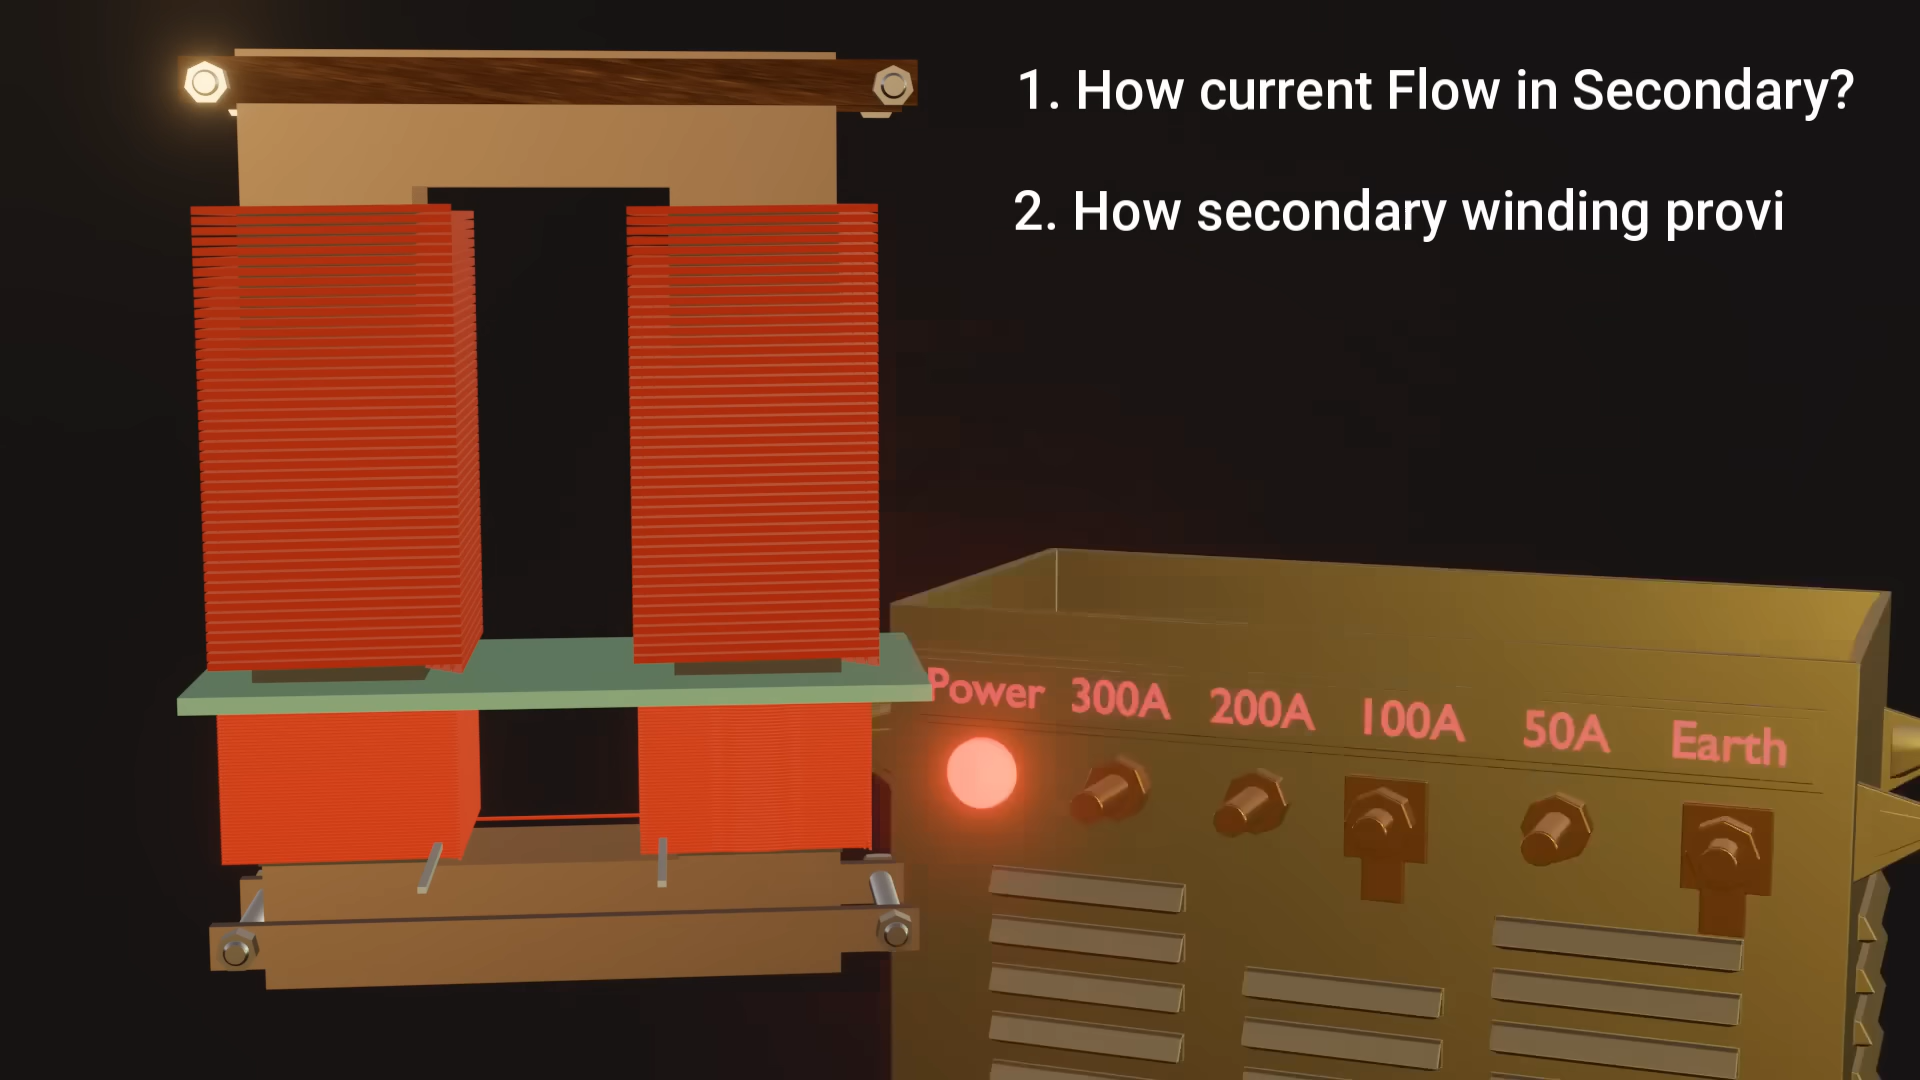 1. How current Flow in Secondary?
2. How secondary winding provi
Power 300A 200A 100A 50A Earth